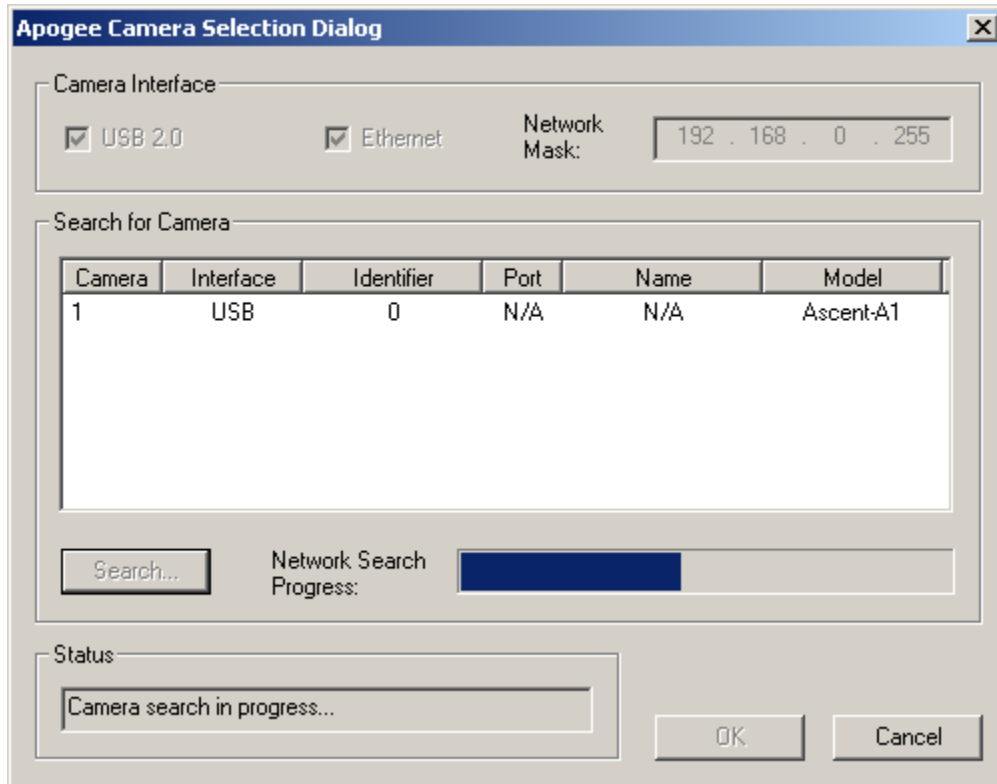 Apogee Camera Selection Dialog
Camera Interface
USB 2.0
Ethernet
Network
Mask:
192 . 168 . 0 . 255
Search for Camera
Camera Interface Identifier Port Name Model
1 USB 0 N/A N/A Ascent-A1
Search...
Network Search
Progress:
Status
Camera search in progress...
OK
Cancel